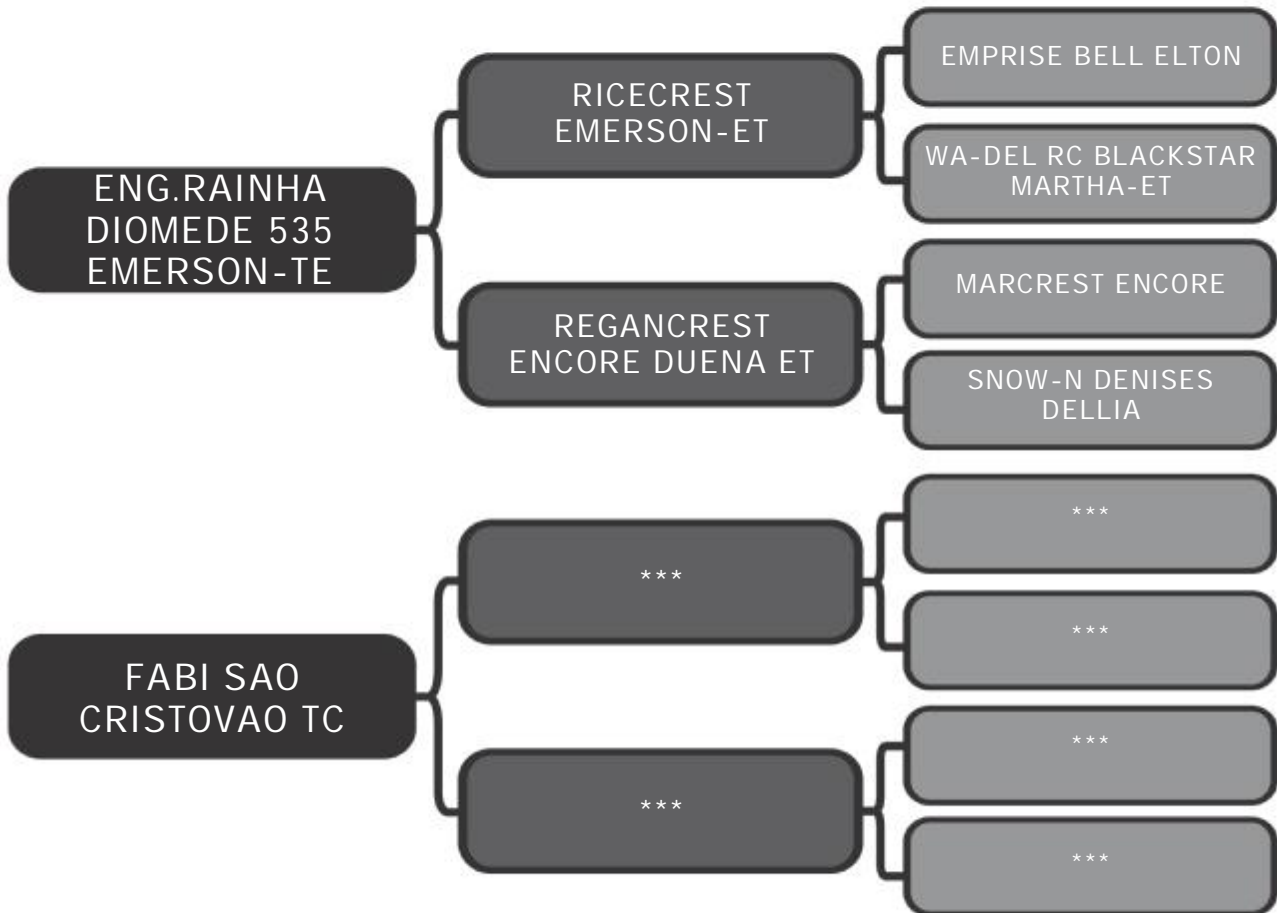 ENG.RAINHA
DIOMEDE 535
EMERSON-TE
RICECREST
EMERSON-ET
EMPRISE BELL ELTON
WA-DEL RC BLACKSTAR
MARTHA-ET
REGANCREST
ENCORE DUENA ET
MARCREST ENCORE
SNOW-N DENISES
DELLIA
FABI SAO
CRISTOVAO TC
***
***
***
***
***
***